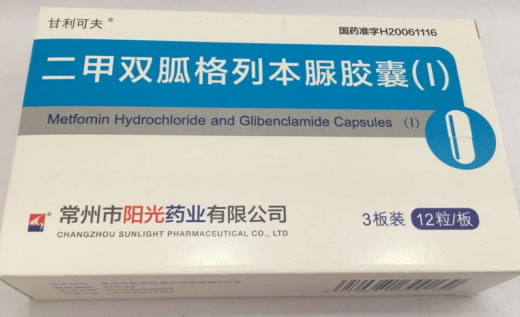 甘利可夫®
国药准字H20061116
二甲双胍格列本脲胶囊(I)
Metfomin Hydrochloride and Glibenclamide Capsules (I)
常州市阳光药业有限公司
CHANGZHOU SUNLIGHT PHARMACEUTICAL CO., LTD
3板装 12粒/板